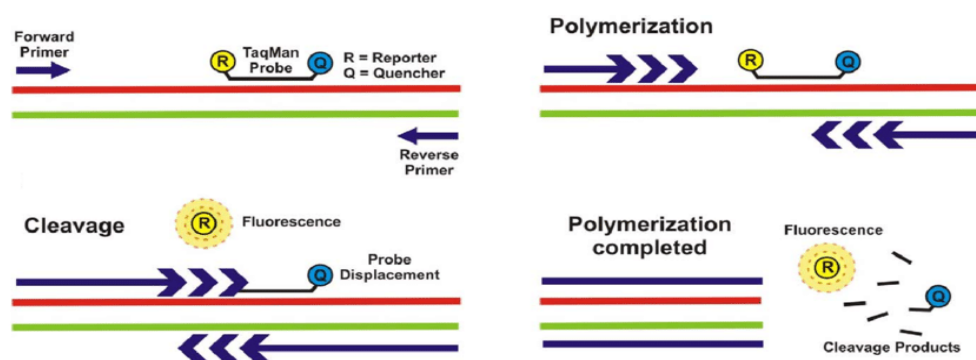 Forward
Primer
R
TaqMan
Probe
Q
R = Reporter
Q = Quencher
Reverse
Primer
Polymerization
R
Q
Cleavage
R
Fluorescence
Q
Probe
Displacement
Polymerization
completed
Fluorescence
R
Q
Cleavage Products